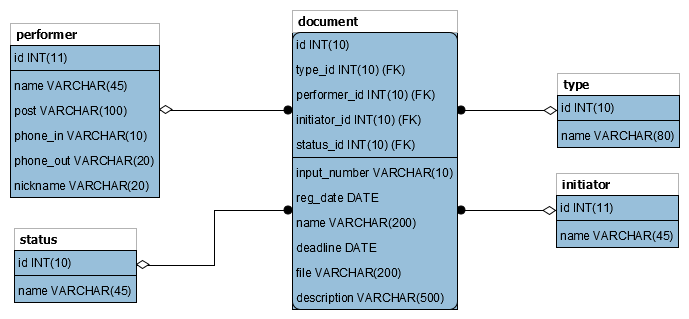 performer
id INT(11)
name VARCHAR(45)
post VARCHAR(100)
phone_in VARCHAR(10)
phone_out VARCHAR(20)
nickname VARCHAR(20)
status
id INT(10)
name VARCHAR(45)
document
id INT(10)
type_id INT(10) (FK)
performer_id INT(10) (FK)
initiator_id INT(10) (FK)
status_id INT(10) (FK)
input_number VARCHAR(10)
reg_date DATE
name VARCHAR(200)
deadline DATE
file VARCHAR(200)
description VARCHAR(500)
type
id INT(10)
name VARCHAR(80)
initiator
id INT(11)
name VARCHAR(45)